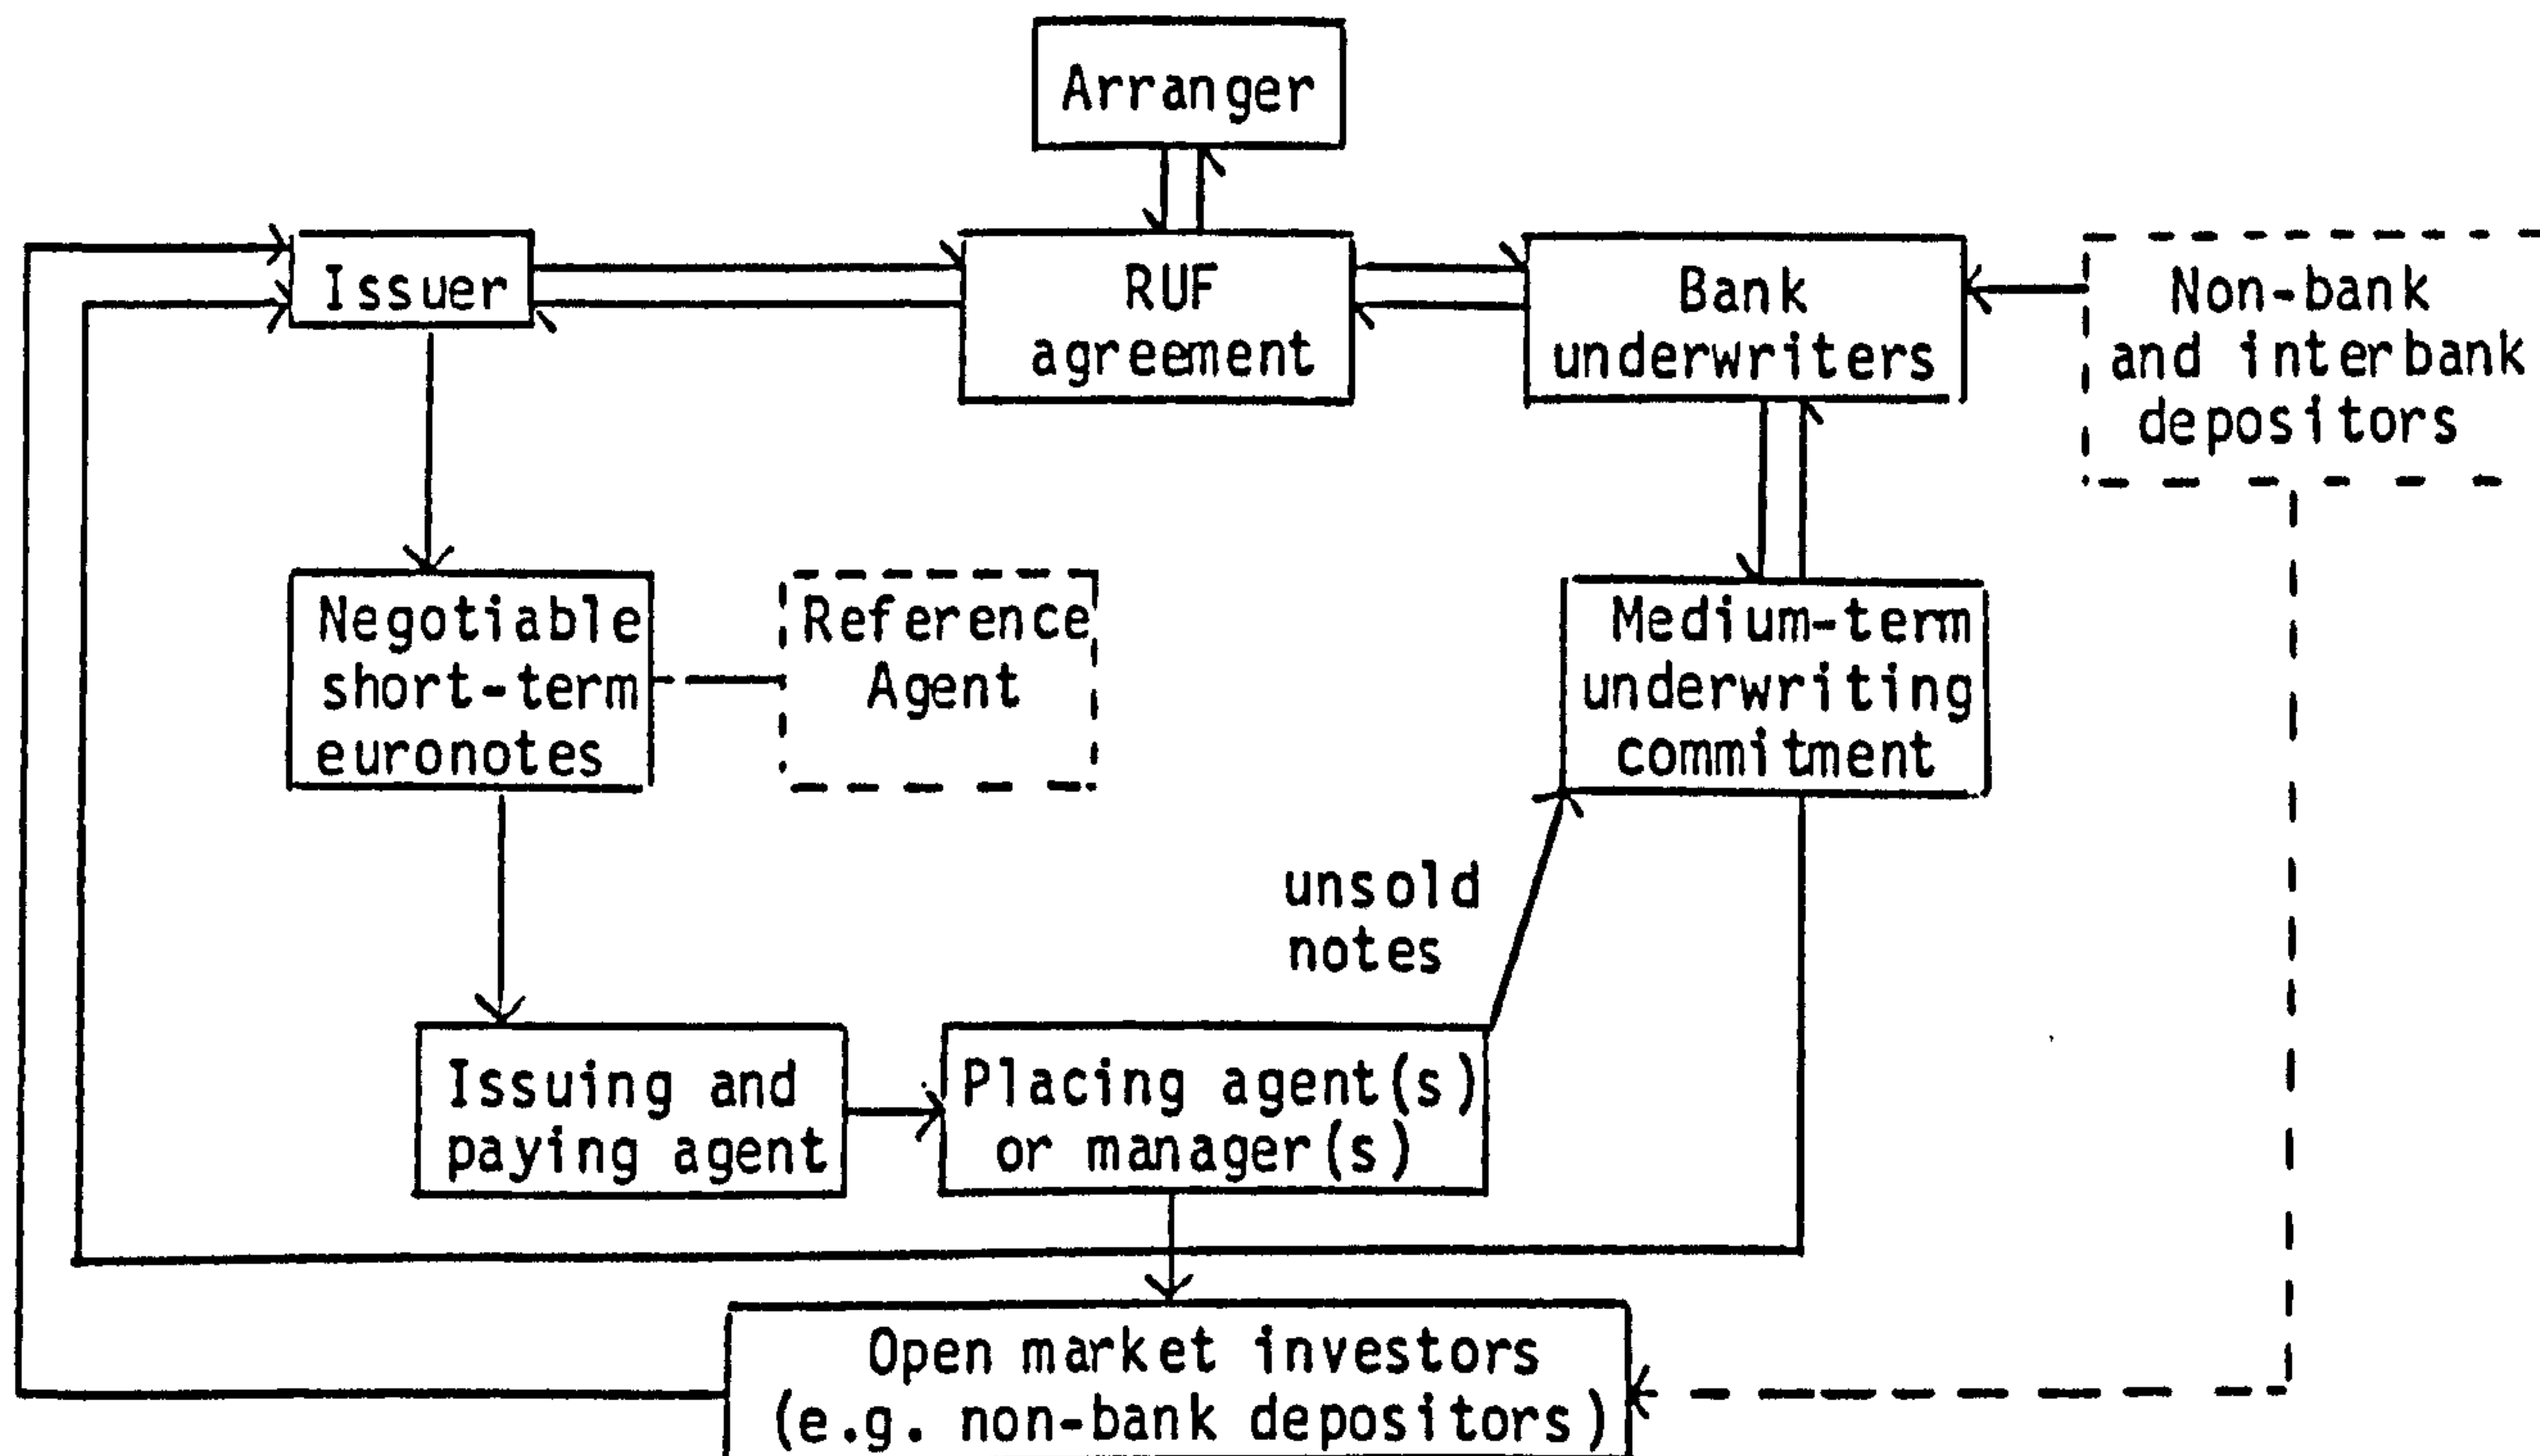 Arranger
Issuer
RUF
agreement
Bank
underwriters
Non-bank
and interbank
depositors
Negotiable
short-term
euronotes
Reference
Agent
Medium-term
underwriting
commitment
unsold
notes
Issuing and
paying agent
Placing agent(s)
or manager(s)
Open market investors
(e.g. non-bank depositors)